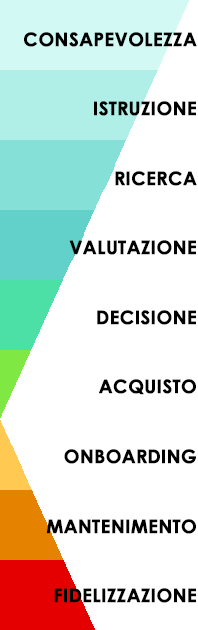 CONSAPEVOLEZZA
ISTRUZIONE
RICERCA
VALUTAZIONE
DECISIONE
ACQUISTO
ONBOARDING
MANTENIMENTO
FIDELIZZAZIONE